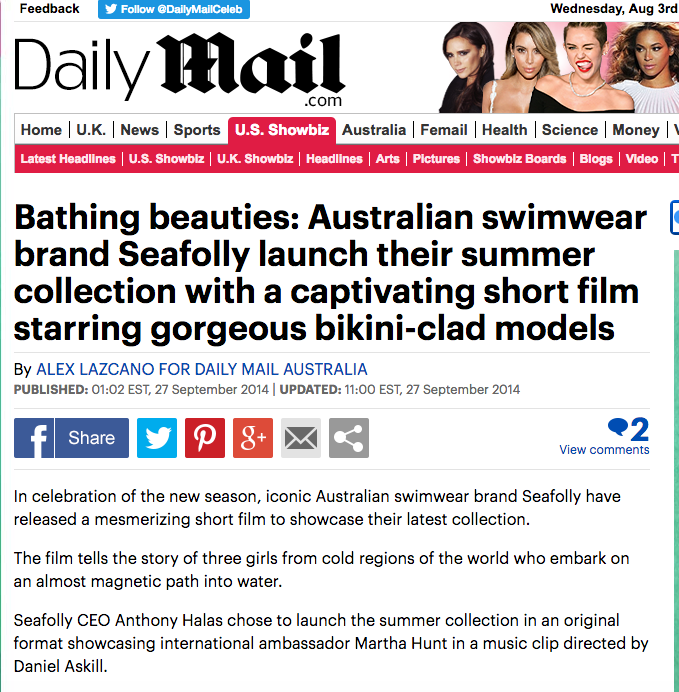 Feedback
Follow @DailyMailCeleb
Wednesday, Aug 3rd
Daily Mail
.com
Home U.K. News Sports U.S. Showbiz Australia Femail Health Science Money
Latest Headlines U.S. Showbiz U.K. Showbiz Headlines Arts Pictures Showbiz Boards Blogs Video
Bathing beauties: Australian swimwear
brand Seafolly launch their summer
collection with a captivating short film
starring gorgeous bikini-clad models
By ALEX LAZCANO FOR DAILY MAIL AUSTRALIA
PUBLISHED: 01:02 EST, 27 September 2014 | UPDATED: 11:00 EST, 27 September 2014
f Share
g+
2
View comments
In celebration of the new season, iconic Australian swimwear brand Seafolly have
released a mesmerizing short film to showcase their latest collection.
The film tells the story of three girls from cold regions of the world who embark on
an almost magnetic path into water.
Seafolly CEO Anthony Halas chose to launch the summer collection in an original
format showcasing international ambassador Martha Hunt in a music clip directed by
Daniel Askill.